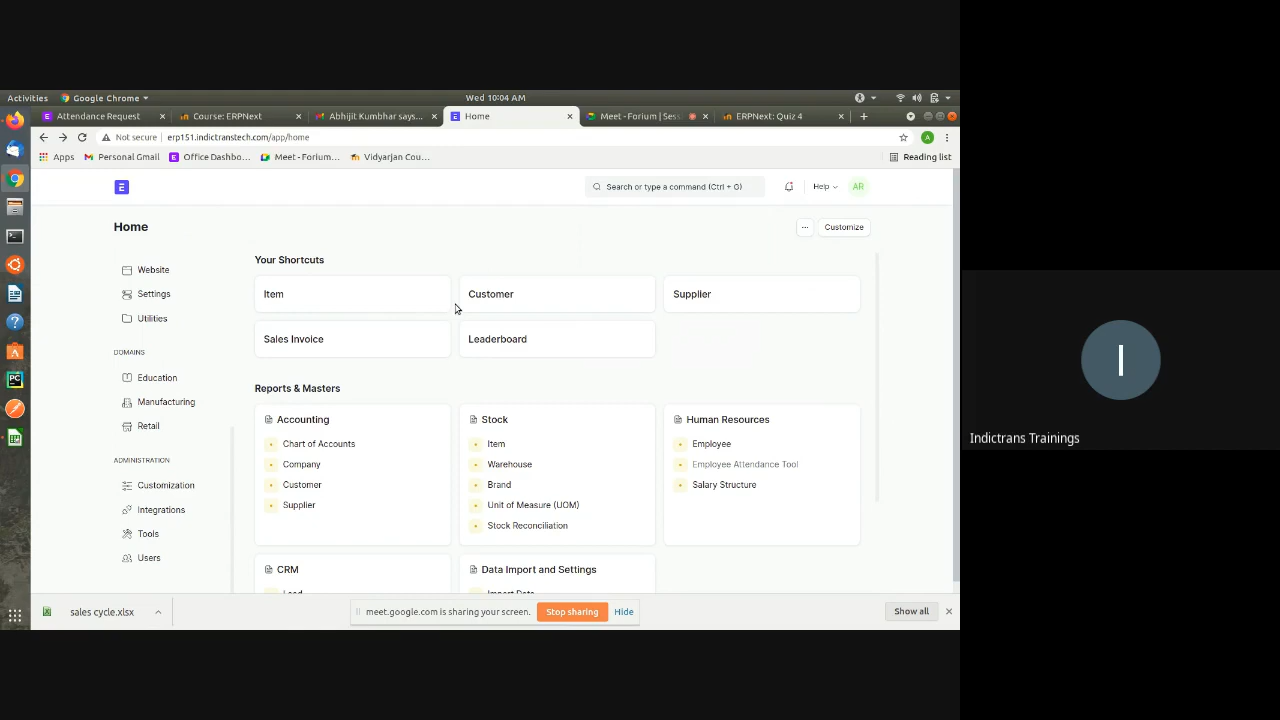 Activities Google Chrome Wed 10:04 AM
Attendance Request Course: ERPNext Abhijit Kumbhar says... Home Meet - Forium | Sess ERPNext: Quiz 4
Not secure erp151.indictranstech.com/app/home A
Apps Personal Gmail Office Dashbo... Meet - Forium... Vidyarjan Cou... Reading list
E Search or type a command (Ctrl + G) Help AR
Home ... Customize
Website
Settings
Utilities
DOMAINS
Education
Manufacturing
Retail
ADMINISTRATION
Customization
Integrations
Tools
Users
Your Shortcuts
Item Customer Supplier
Sales Invoice Leaderboard
Reports & Masters
Accounting
Chart of Accounts
Company
Customer
Supplier
Stock
Item
Warehouse
Brand
Unit of Measure (UOM)
Stock Reconciliation
Human Resources
Employee
Employee Attendance Tool
Salary Structure
CRM
Data Import and Settings
sales cycle.xlsx
meet.google.com is sharing your screen. Stop sharing Hide
Show all
I
Indictrans Trainings